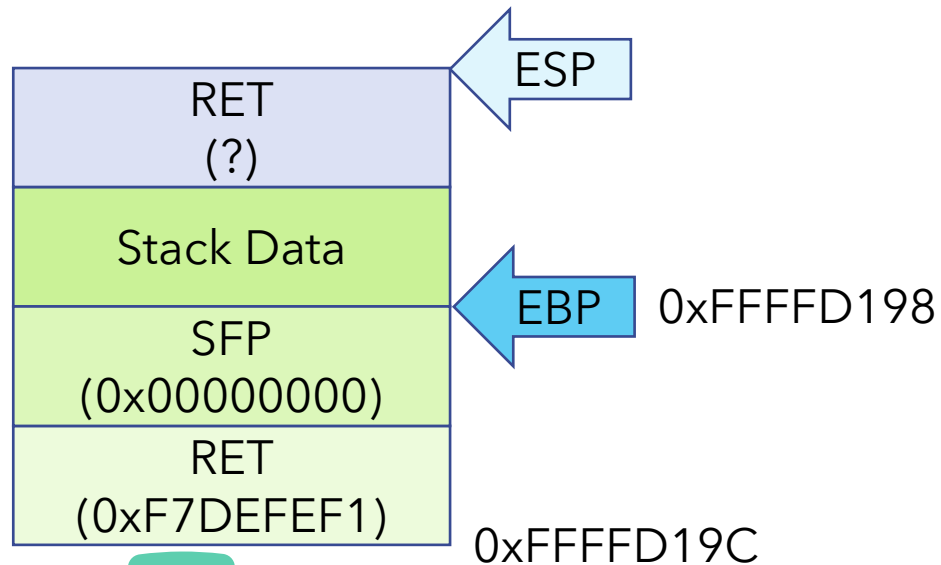 ESP
RET
(?)
Stack Data
EBP
0xFFFFD198
SFP
(0x00000000)
RET
(0xF7DEFEF1)
0xFFFFD19C